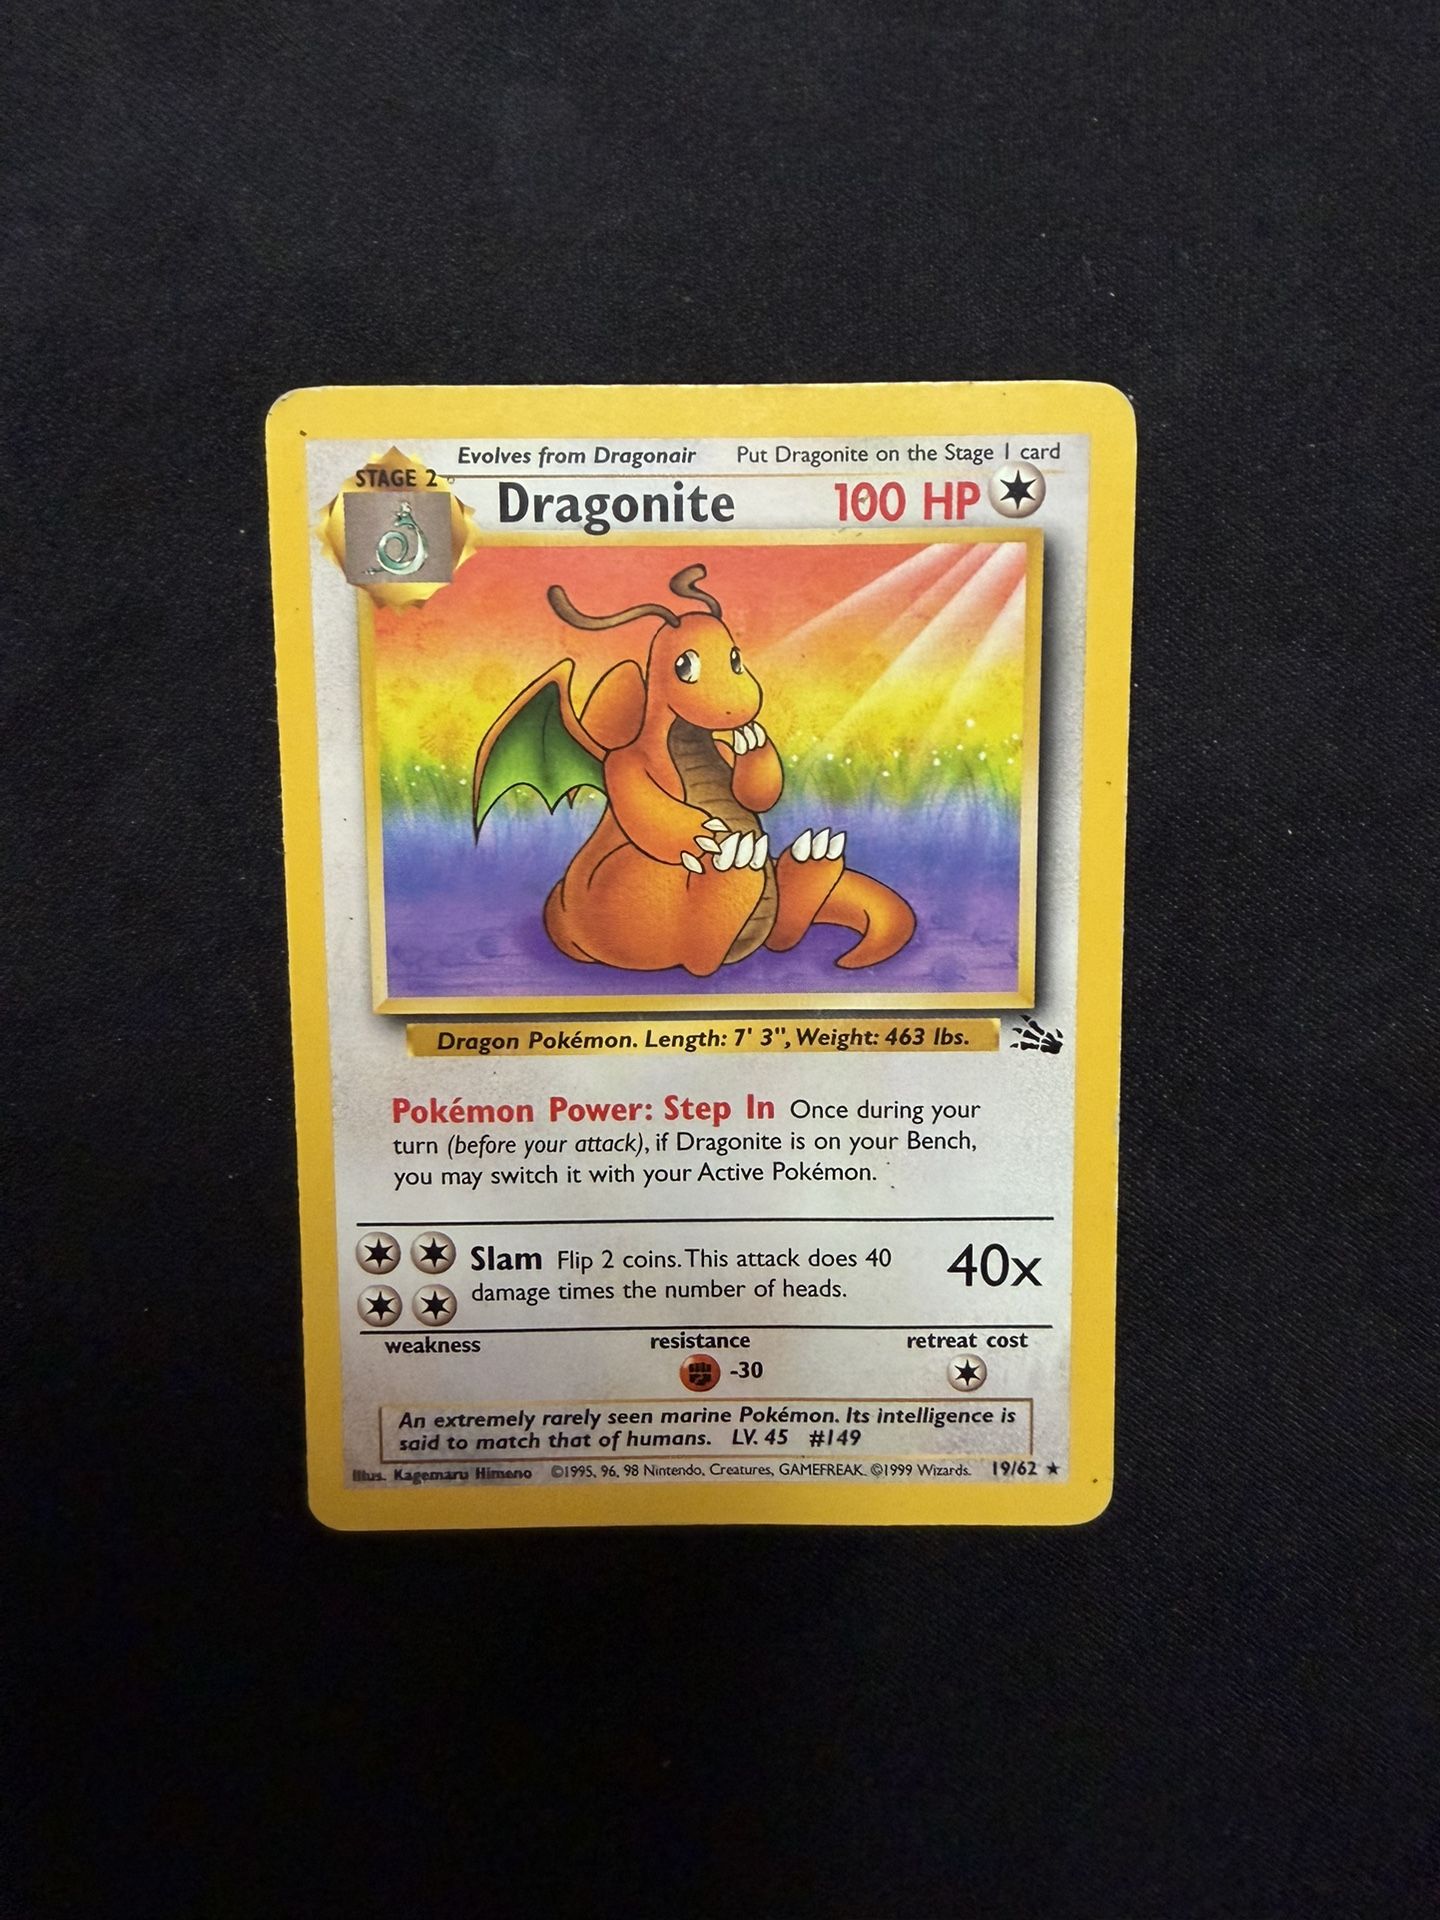 Evolves from Dragonair Put Dragonite on the Stage 1 card
STAGE 2
Dragonite 100 HP
Dragon Pokémon. Length: 7' 3", Weight: 463 lbs.
Pokémon Power: Step In Once during your
turn (before your attack), if Dragonite is on your Bench,
you may switch it with your Active Pokémon.
Slam Flip 2 coins. This attack does 40
damage times the number of heads.
40x
weakness resistance retreat cost
-30
An extremely rarely seen marine Pokémon. Its intelligence is
said to match that of humans. LV. 45 #149
Illus. Kagemaru Himeno ©1995, 96, 98 Nintendo, Creatures, GAMEFREAK. ©1999 Wizards. 19/62 ★